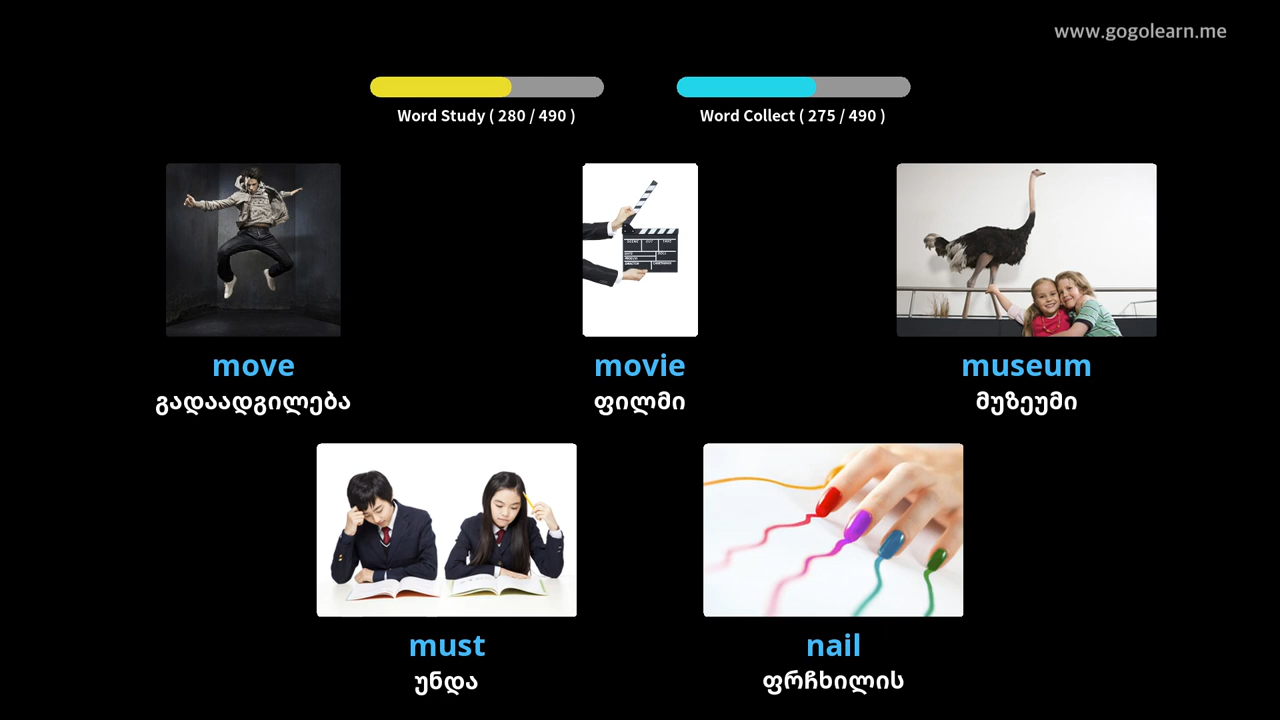 www.gogolearn.me
Word Study ( 280 / 490 )
Word Collect ( 275 / 490 )
move
გადაადგილება
movie
ფილმი
museum
მუზეუმი
must
უნდა
nail
ფრჩხილის